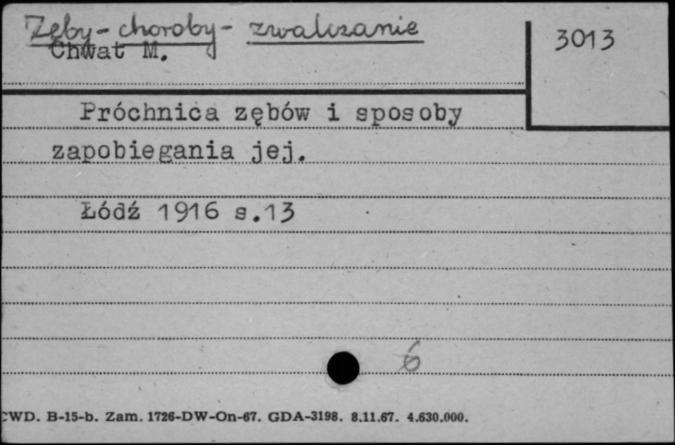 Zęby - choroby - zwalczanie
3013
Chwat M.
Próchnica zębów i sposoby
zapobiegania jej.
Łódź 1916 s.13
6
CWD. B-15-b. Zam. 1726-DW-On-67. GDA-3198. 8.11.67. 4.630.000.